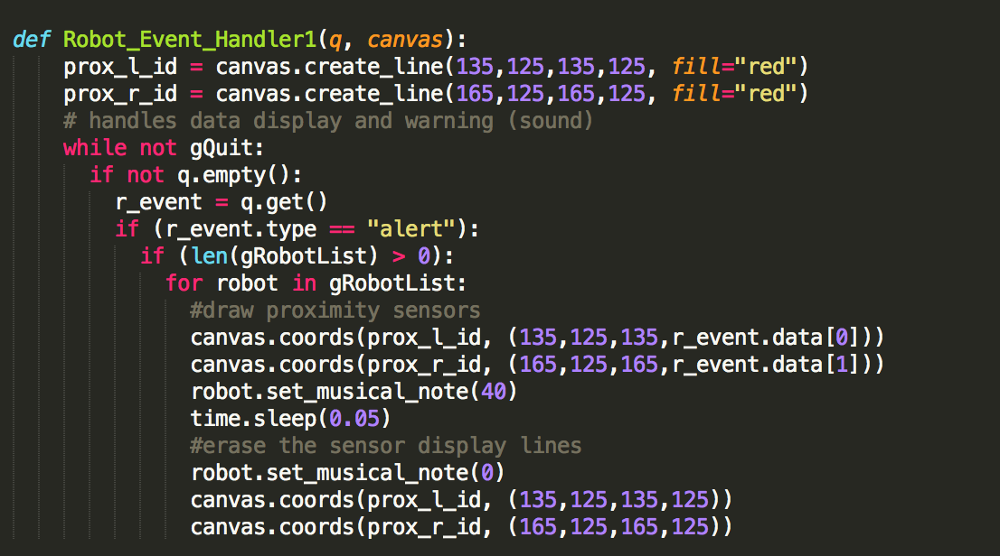 def Robot_Event_Handler1(q, canvas):
    prox_l_id = canvas.create_line(135,125,135,125, fill="red")
    prox_r_id = canvas.create_line(165,125,165,125, fill="red")
    # handles data display and warning (sound)
    while not gQuit:
      if not q.empty():
        r_event = q.get()
        if (r_event.type == "alert"):
          if (len(gRobotList) > 0):
            for robot in gRobotList:
              #draw proximity sensors
              canvas.coords(prox_l_id, (135,125,135,r_event.data[0]))
              canvas.coords(prox_r_id, (165,125,165,r_event.data[1]))
              robot.set_musical_note(40)
              time.sleep(0.05)
              #erase the sensor display lines
              robot.set_musical_note(0)
              canvas.coords(prox_l_id, (135,125,135,125))
              canvas.coords(prox_r_id, (165,125,165,125))